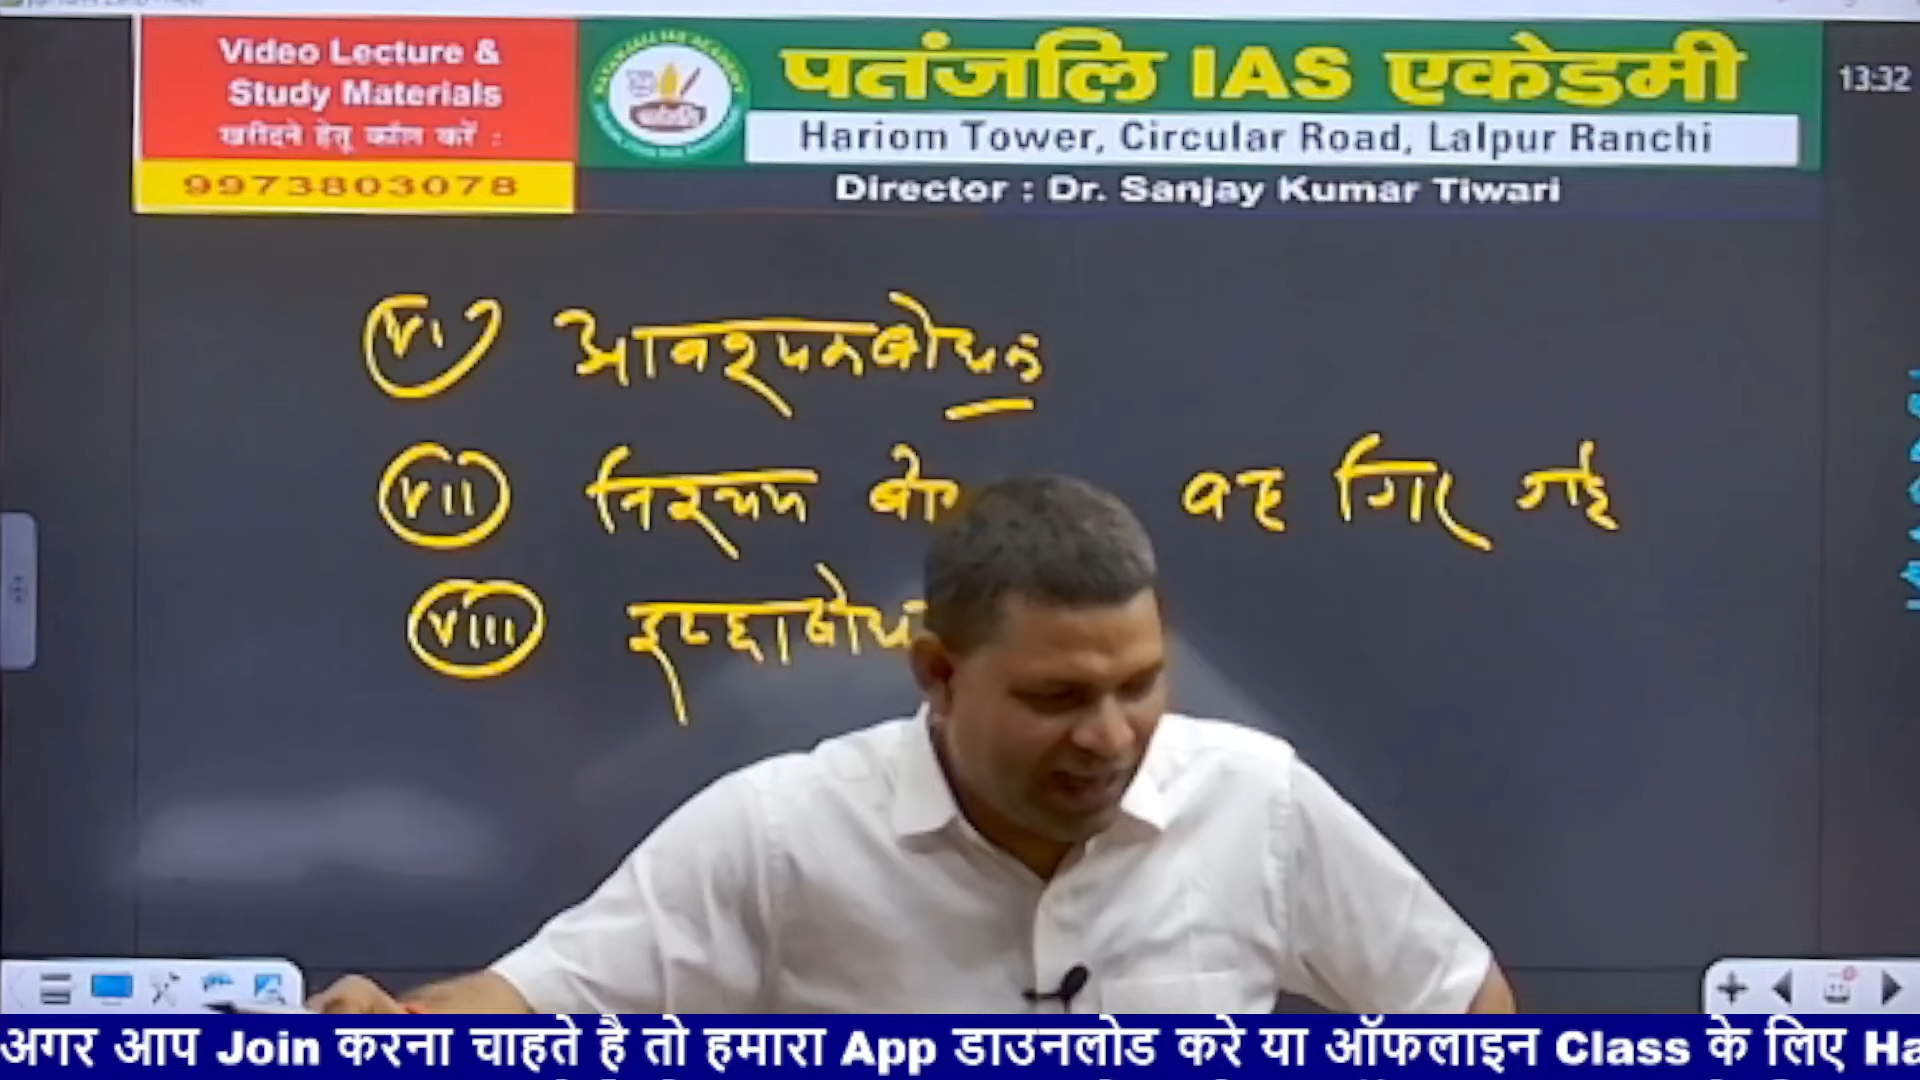 Video Lecture &
Study Materials
खरीदने हेतू कॉल करें :
9973803078
पतंजलि IAS एकेडमी
Hariom Tower, Circular Road, Lalpur Ranchi
Director : Dr. Sanjay Kumar Tiwari
13:32
(vi) आवश्यकबोधक
(vii) निश्चय वह गिर गई
(viii)
अगर आप Join करना चाहते है तो हमारा App डाउनलोड करे या ऑफलाइन Class के लिए Ha